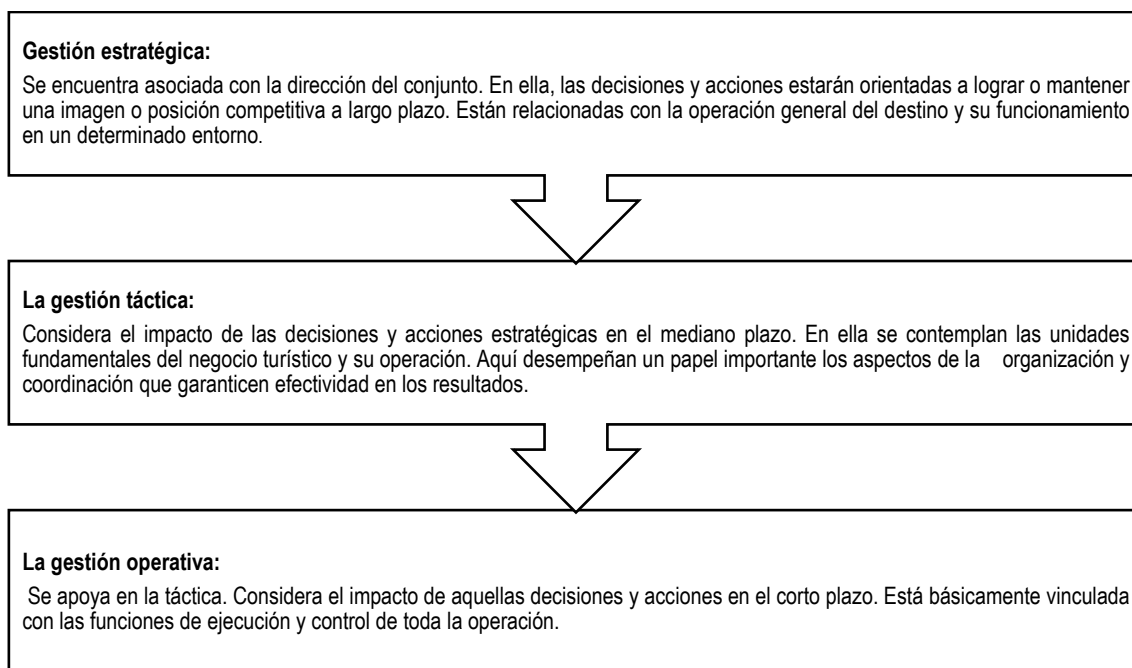 Gestión estratégica:
Se encuentra asociada con la dirección del conjunto. En ella, las decisiones y acciones estarán orientadas a lograr o mantener
una imagen o posición competitiva a largo plazo. Están relacionadas con la operación general del destino y su funcionamiento
en un determinado entorno.
La gestión táctica:
Considera el impacto de las decisiones y acciones estratégicas en el mediano plazo. En ella se contemplan las unidades
fundamentales del negocio turístico y su operación. Aquí desempeñan un papel importante los aspectos de la organización y
coordinación que garanticen efectividad en los resultados.
La gestión operativa:
Se apoya en la táctica. Considera el impacto de aquellas decisiones y acciones en el corto plazo. Está básicamente vinculada
con las funciones de ejecución y control de toda la operación.